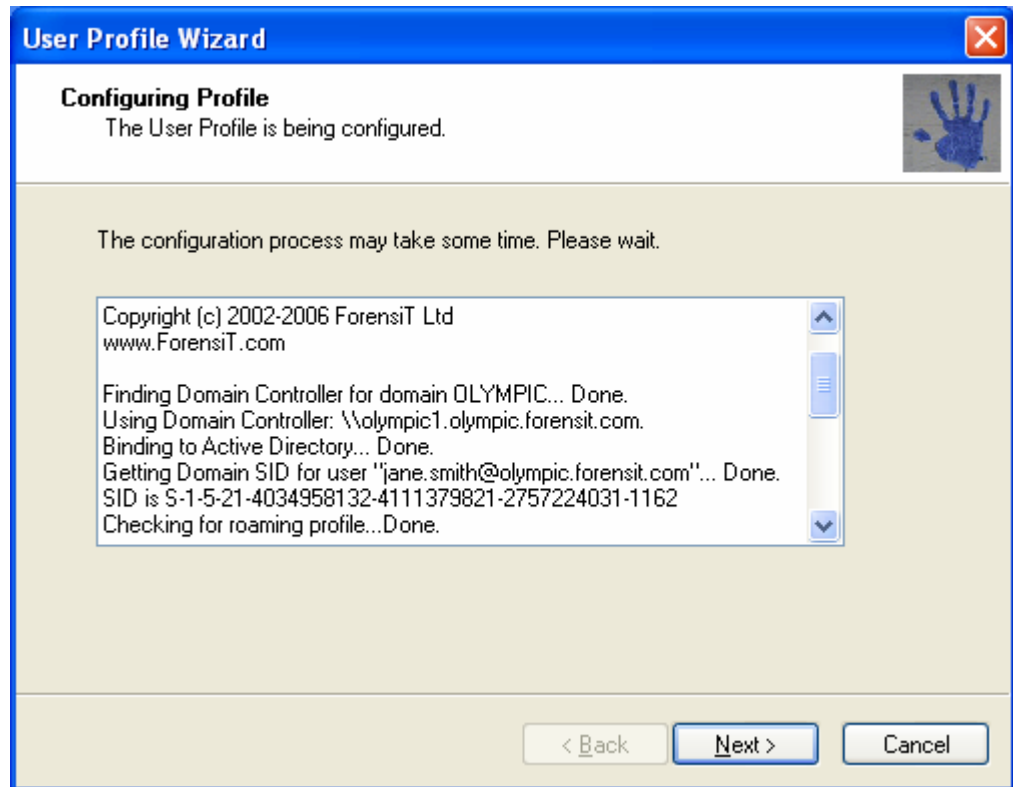 User Profile Wizard
Configuring Profile
The User Profile is being configured.
The configuration process may take some time. Please wait.
Copyright (c) 2002-2006 ForensiT Ltd
www.ForensiT.com
Finding Domain Controller for domain OLYMPIC... Done.
Using Domain Controller: \\olympic1.olympic.forensit.com.
Binding to Active Directory... Done.
Getting Domain SID for user "jane.smith@olympic.forensit.com"... Done.
SID is S-1-5-21-4034958132-4111379821-2757224031-1162
Checking for roaming profile...Done.
< Back
Next >
Cancel